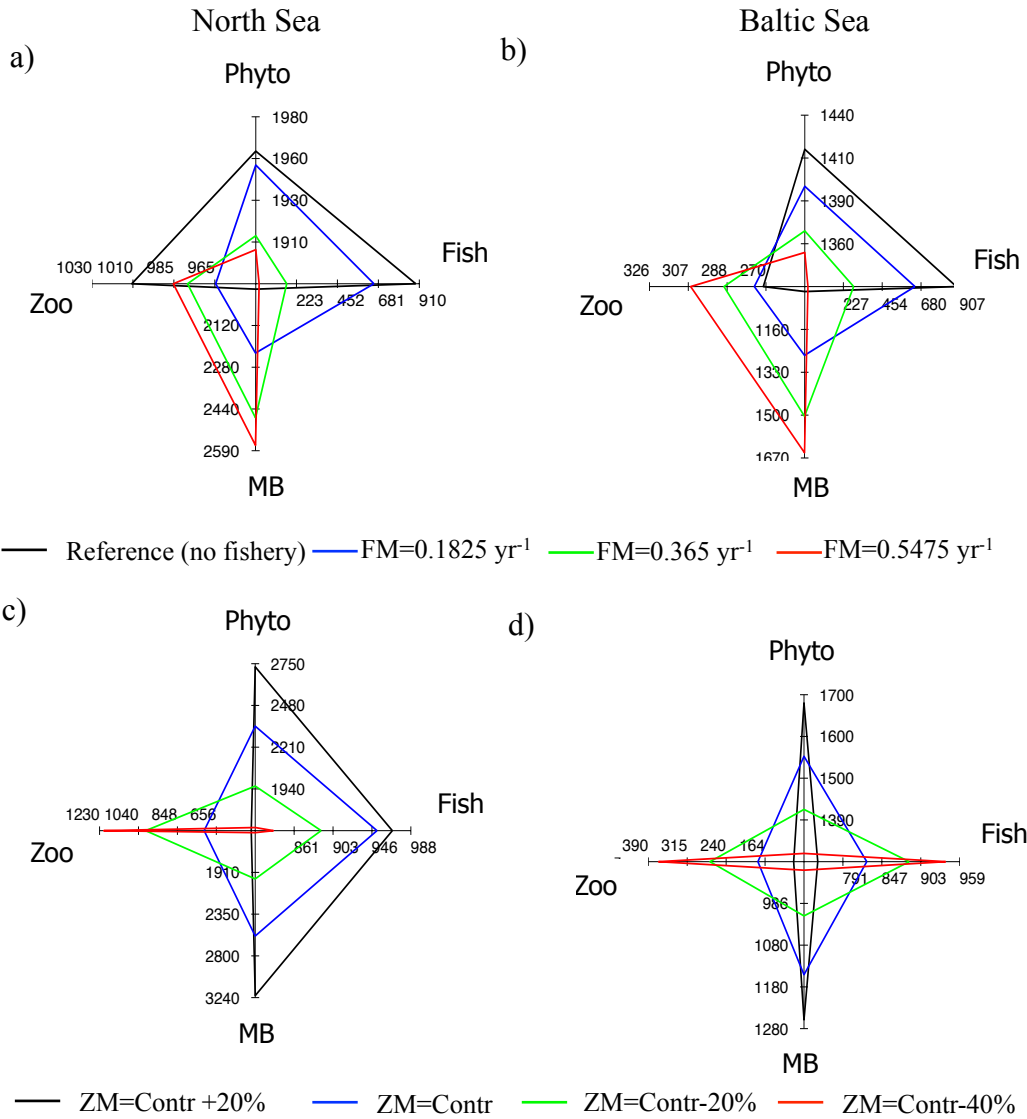 North Sea
Baltic Sea
a)
Phyto
1980
1960
1930
1910
Fish
1030 1010 985 965
223 452 681 910
Zoo
2120
2280
2440
2590
MB
b)
Phyto
1440
1410
1390
1360
Fish
326 307 288 270
227 454 680 907
Zoo
1160
1330
1500
1670
MB
Reference (no fishery)
FM=0.1825 yr-1
FM=0.365 yr-1
FM=0.5475 yr-1
c)
Phyto
2750
2480
2210
1940
Fish
1230 1040 848 656
861 903 946 988
Zoo
1910
2350
2800
3240
MB
d)
Phyto
1700
1600
1500
1390
Fish
390 315 240 164
791 847 903 959
Zoo
986
1080
1180
1280
MB
ZM=Contr +20%
ZM=Contr
ZM=Contr-20%
ZM=Contr-40%